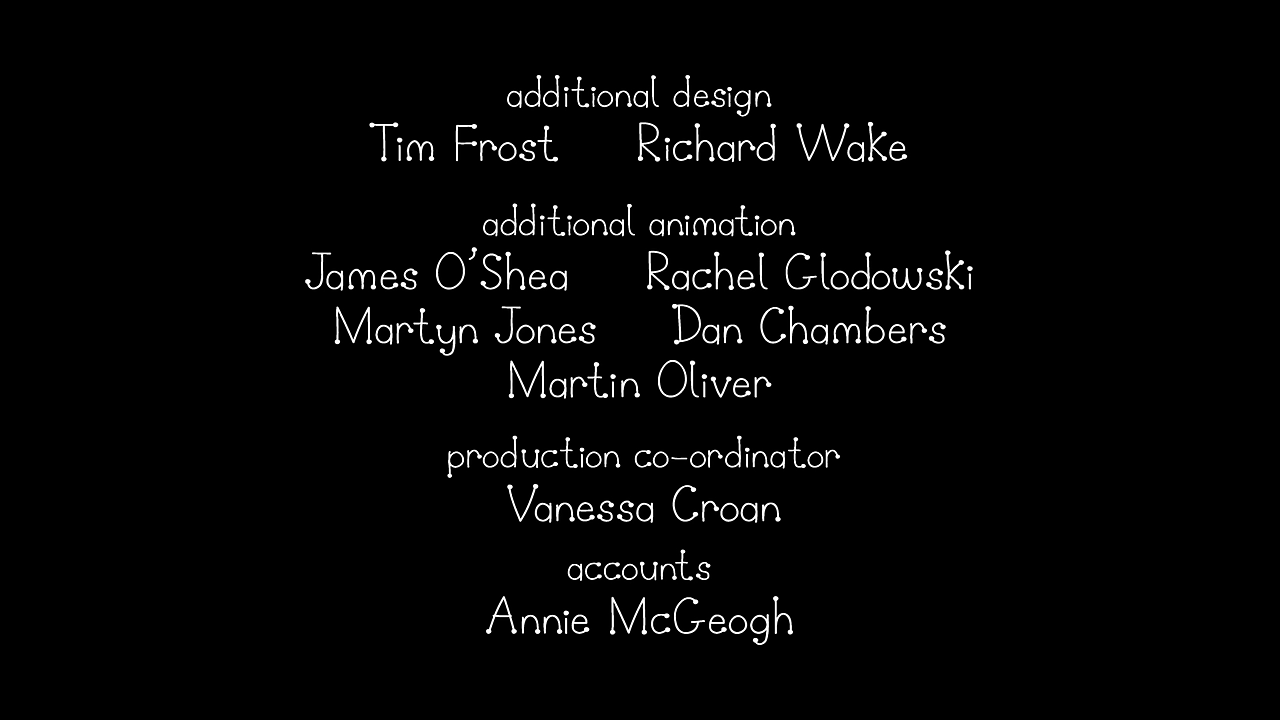 additional design
Tim Frost Richard Wake
additional animation
James O'Shea Rachel Glodowski
Martyn Jones Dan Chambers
Martin Oliver
production co-ordinator
Vanessa Croan
accounts
Annie McGeogh